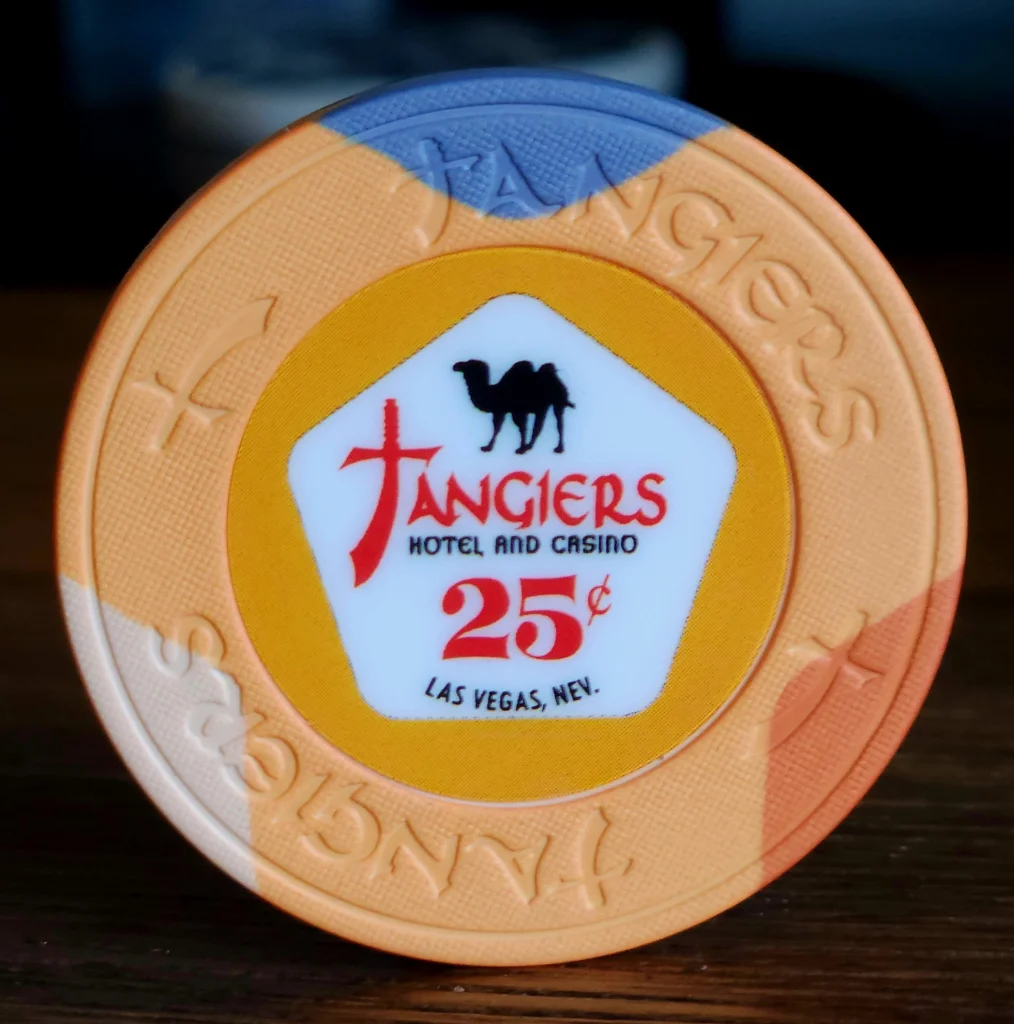 TANGIERS
TANGIERS
HOTEL AND CASINO
25¢
LAS VEGAS, NEV.
TANGIERS